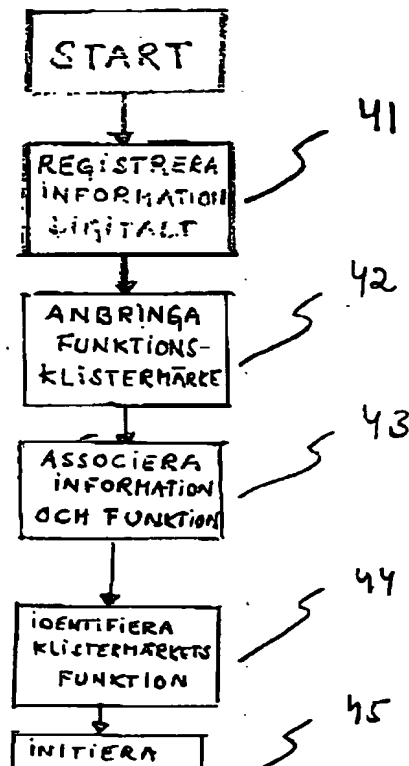 START
41
REGISTRERA
INFORMATION
DIGITALT
42
ANBRINGA
FUNKTIONS-
KLISTERMÄRKE
43
ASSOCIERA
INFORMATION
OCH FUNKTION
44
IDENTIFIERA
KLISTERMÄRKETS
FUNKTION
45
INITIERA